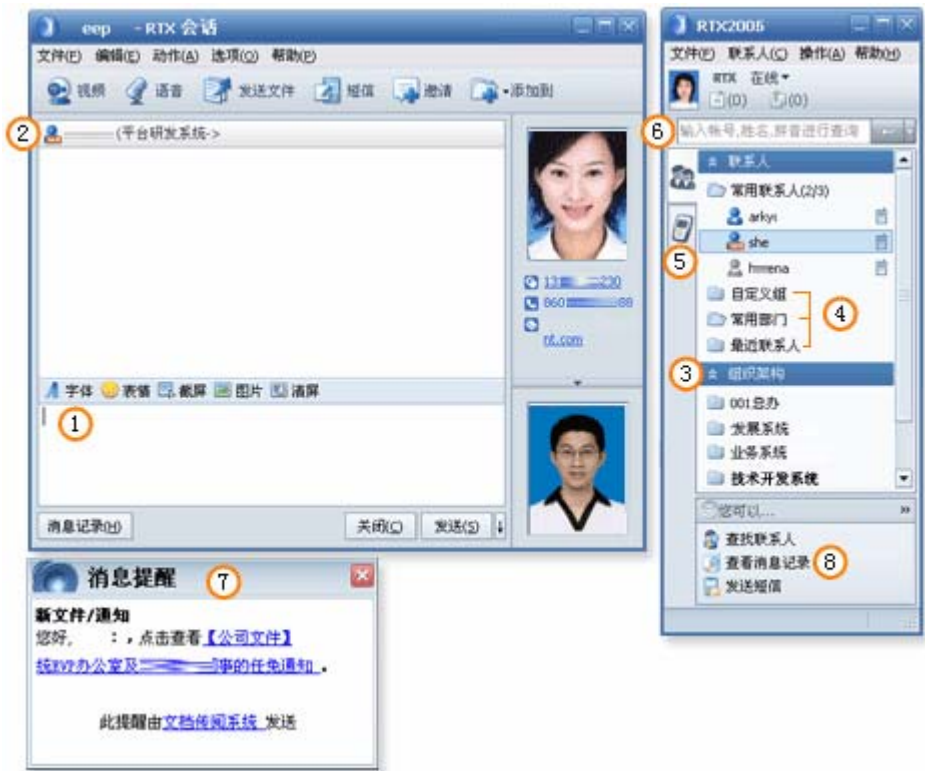 eep - RTX 会话
文件(F) 编辑(E) 动作(A) 选项(O) 帮助(P)
视频 语音 发送文件 短信 邀请 添加到
② (平台研发系统->
13 230
860 88
nt.com
字体 表情 截屏 图片 清屏
①
消息记录(H) 关闭(C) 发送(S)
消息提醒 ⑦
新文件/通知
您好, : ,点击查看【公司文件】
统EVP办公室及 事的任免通知 。
此提醒由文档传阅系统 发送
RTX2005
文件(F) 联系人(C) 操作(A) 帮助(H)
RTX 在线
(0) (0)
⑥ 输入帐号,姓名,拼音进行查询
联系人
常用联系人(2/3)
arkyi
she
⑤
自定义组
常用部门 ④
最近联系人
③ 组织架构
001总办
发展系统
业务系统
技术开发系统
您可以... »
查找联系人
查看消息记录 ⑧
发送短信